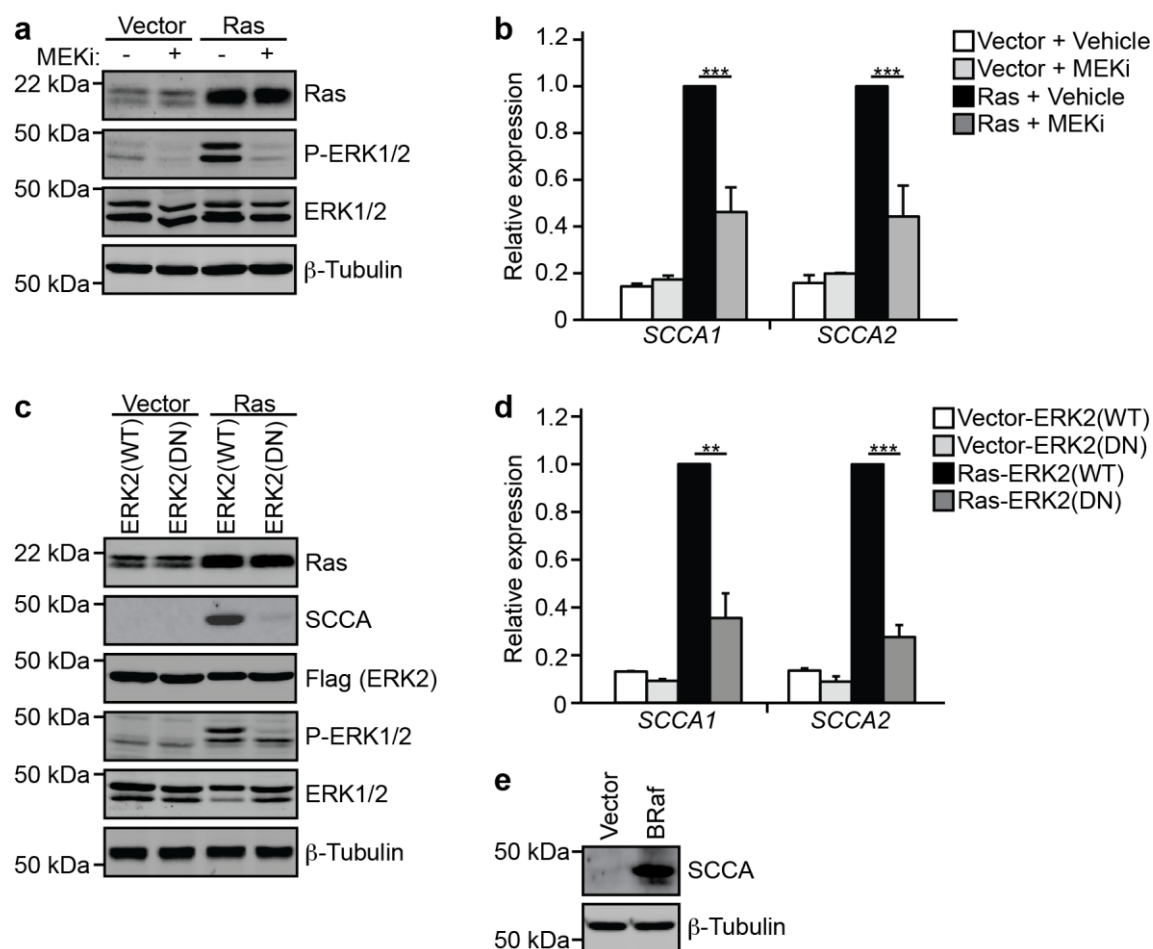 a
Vector Ras
MEKi: - + - +
22 kDa Ras
50 kDa P-ERK1/2
50 kDa ERK1/2
50 kDa β-Tubulin
b
Relative expression
1.2
1.0
0.8
0.6
0.4
0.2
0
*** ***
SCCA1 SCCA2
Vector + Vehicle
Vector + MEKi
Ras + Vehicle
Ras + MEKi
c
Vector Ras
ERK2(WT) ERK2(DN) ERK2(WT) ERK2(DN)
22 kDa Ras
50 kDa SCCA
50 kDa Flag (ERK2)
50 kDa P-ERK1/2
50 kDa ERK1/2
50 kDa β-Tubulin
d
Relative expression
1.2
1.0
0.8
0.6
0.4
0.2
0
** ***
SCCA1 SCCA2
Vector-ERK2(WT)
Vector-ERK2(DN)
Ras-ERK2(WT)
Ras-ERK2(DN)
e
Vector BRaf
50 kDa SCCA
50 kDa β-Tubulin